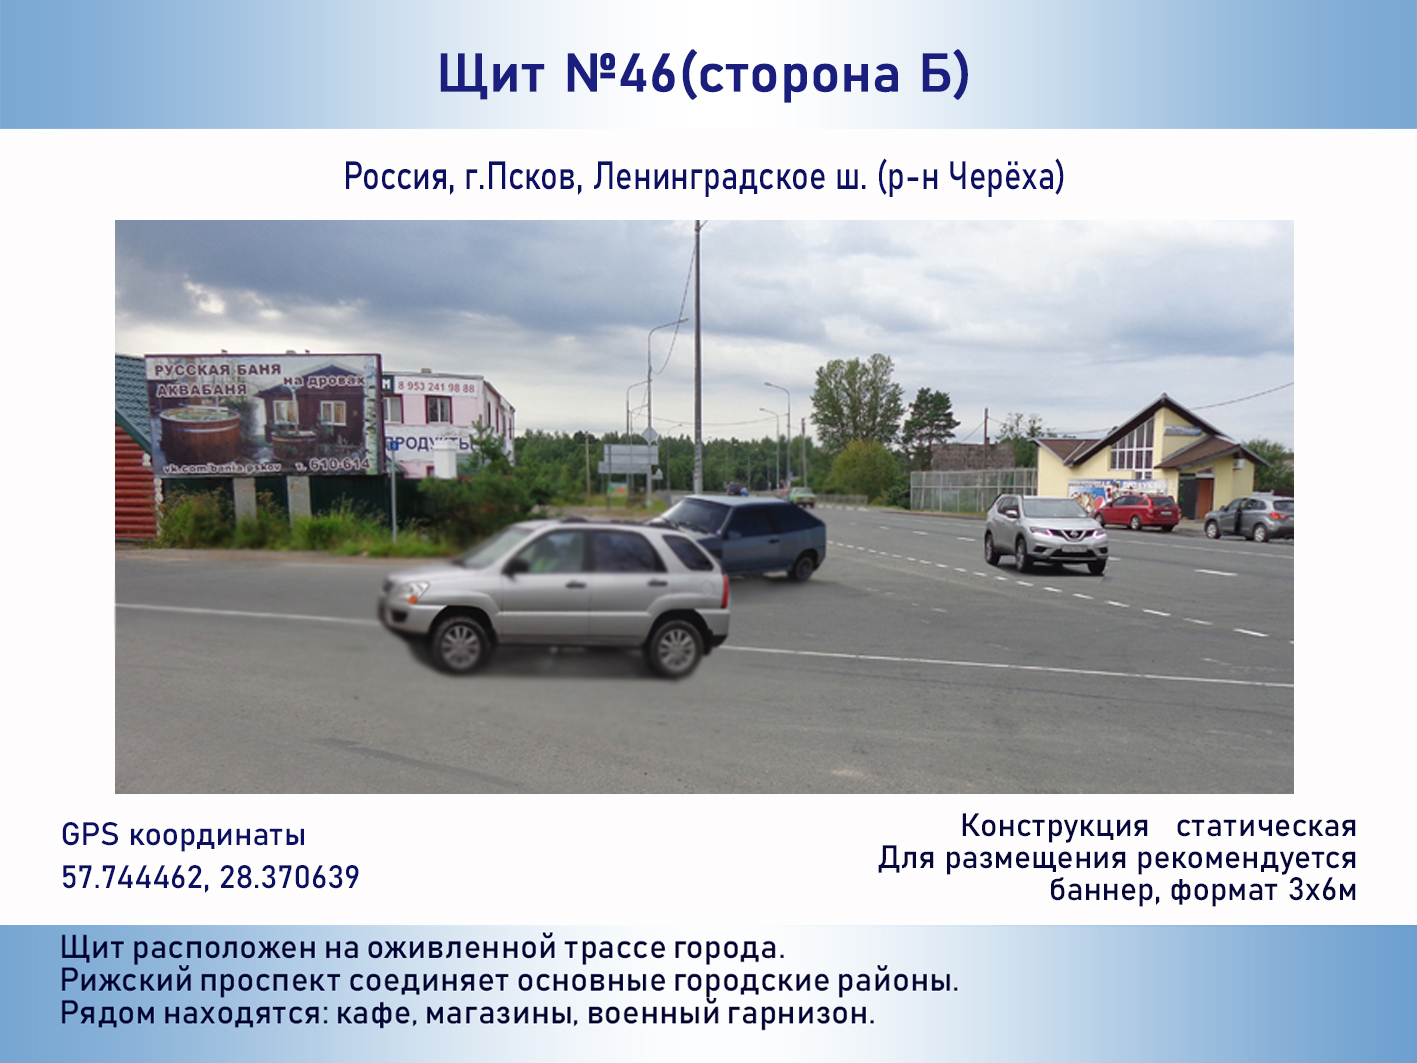 Щит №46(сторона Б)
Россия, г.Псков, Ленинградское ш. (р-н Черёха)
РУССКАЯ БАНЯ
на дровах
АКВАБАНЯ
vk.com/bania_pskov т. 610-614
8 953 241 98 88
ПРОДУКТЫ
GPS координаты
57.744462, 28.370639
Конструкция статическая
Для размещения рекомендуется
баннер, формат 3х6м
Щит расположен на оживленной трассе города.
Рижский проспект соединяет основные городские районы.
Рядом находятся: кафе, магазины, военный гарнизон.